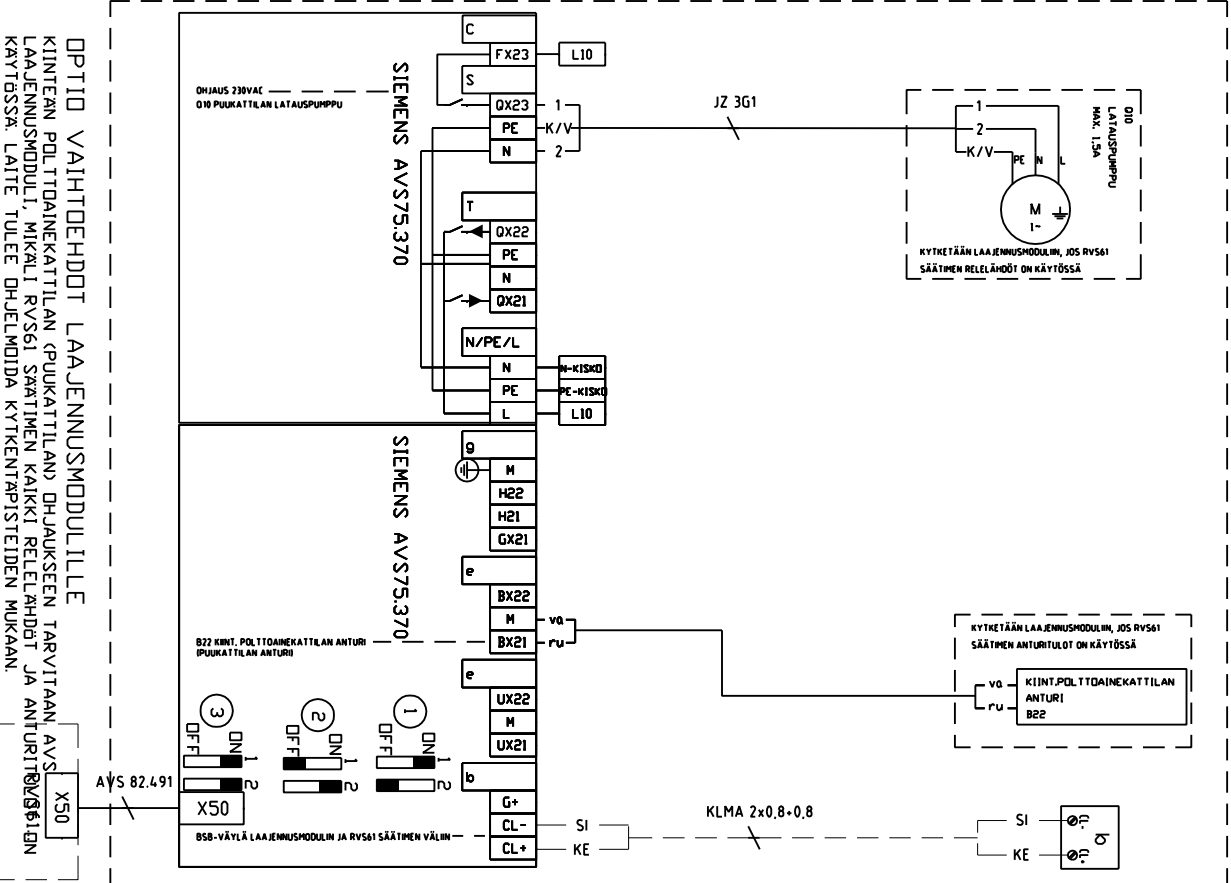 OPTIO VAIHTOEHDOT LAAJENNUSMODULILLE
KIINTEÄN POLTTOAINEKATTILAN (PUUKATTILAN) OHJAUKSEEN TARVITAAN AVS
LAAJENNUSMODULI, MIKÄLI RVS61 SÄÄTIMEN KAIKKI RELELÄHDÖT JA ANTURITULOT ON
KÄYTÖSSÄ. LAITE TULEE OHJELMOIDA KYTKENTÄPISTEIDEN MUKAAN.
RVS61
X50
AVS 82.491
SIEMENS AVS75.370
OHJAUS 230VAC
Q10 PUUKATTILAN LATAUSPUMPPU
C
FX23
L10
S
QX23
1
PE
K/V
N
2
T
QX22
PE
N
QX21
N/PE/L
N
N-KISKO
PE
PE-KISKO
L
L10
JZ 3G1
1
2
K/V
PE
N
L
M
1~
Q10
LATAUSPUMPPU
MAX. 1.5A
KYTKETÄÄN LAAJENNUSMODULIIN, JOS RVS61
SÄÄTIMEN RELELÄHDÖT ON KÄYTÖSSÄ
SIEMENS AVS75.370
g
M
H22
H21
GX21
e
BX22
M
va
BX21
ru
B22 KIINT. POLTTOAINEKATTILAN ANTURI
(PUUKATTILAN ANTURI)
e
UX22
M
UX21
b
G+
CL-
SI
CL+
KE
3
OFF
ON
1
2
2
OFF
ON
1
2
1
OFF
ON
1
2
X50
BSB-VÄYLÄ LAAJENNUSMODULIN JA RVS61 SÄÄTIMEN VÄLIIN
KYTKETÄÄN LAAJENNUSMODULIIN, JOS RVS61
SÄÄTIMEN ANTURITULOT ON KÄYTÖSSÄ
va
ru
KIINT.POLTTOAINEKATTILAN
ANTURI
B22
KLMA 2x0,8+0,8
SI
KE
CL-
CL+
b